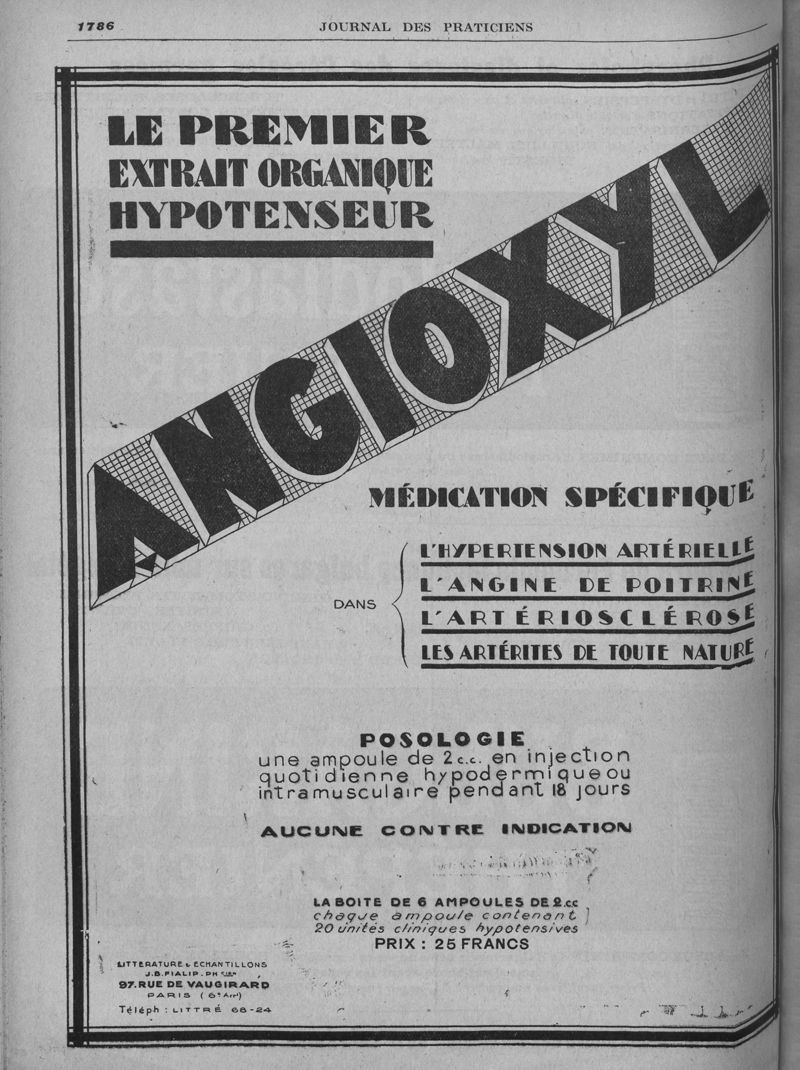 1786
JOURNAL DES PRATICIENS
LE PREMIER
EXTRAIT ORGANIQUE
HYPOTENSEUR
ANGIOXYL
MÉDICATION SPÉCIFIQUE
DANS
L'HYPERTENSION ARTÉRIELLE
L'ANGINE DE POITRINE
L'ARTÉRIOSCLÉROSE
LES ARTÉRITES DE TOUTE NATURE
POSOLOGIE
une ampoule de 2 c.c. en injection
quotidienne hypodermique ou
intramusculaire pendant 18 jours
AUCUNE CONTRE INDICATION
LA BOITE DE 6 AMPOULES DE 2.c.c
chaque ampoule contenant
20 unités cliniques hypotensives
PRIX : 25 FRANCS
LITTERATURE & ECHANTILLONS
J.B. FIALIP. PH
97. RUE DE VAUGIRARD
PARIS (6e Arrt)
Téléph : LITTRÉ 68-24